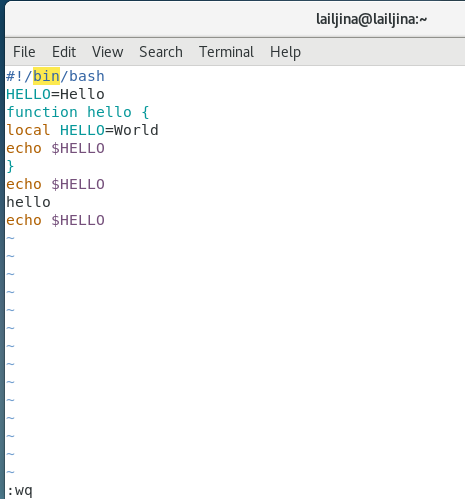 lailjina@lailjina:~
File Edit View Search Terminal Help
#!/bin/bash
HELLO=Hello
function hello {
local HELLO=World
echo $HELLO
}
echo $HELLO
hello
echo $HELLO
~
~
~
~
~
~
~
~
~
~
~
~
~
~
:wq